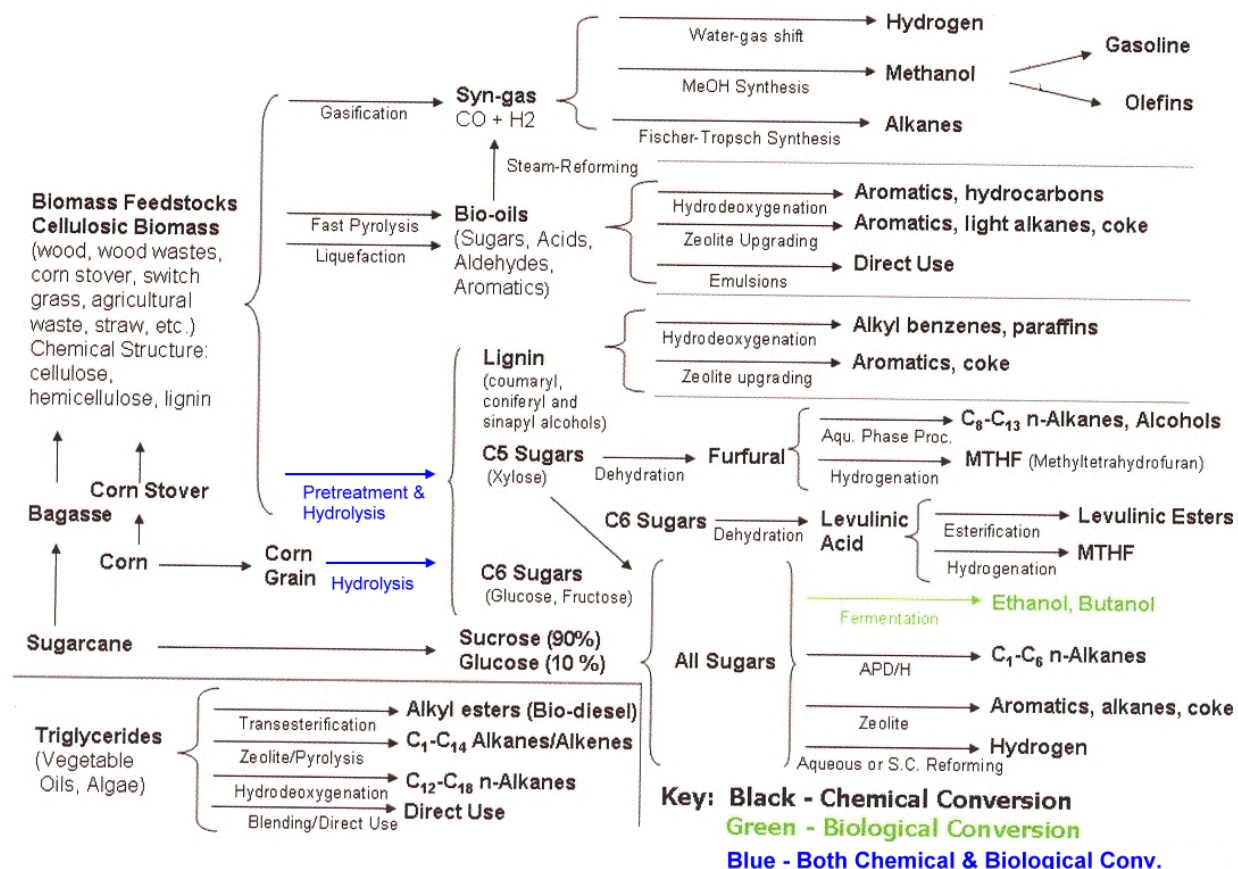 Hydrogen
Water-gas shift
Gasoline
Methanol
MeOH Synthesis
Olefins
Syn-gas
CO + H2
Gasification
Alkanes
Fischer-Tropsch Synthesis
Steam-Reforming
Biomass Feedstocks
Cellulosic Biomass
(wood, wood wastes,
corn stover, switch
grass, agricultural
waste, straw, etc.)
Chemical Structure:
cellulose,
hemicellulose, lignin
Fast Pyrolysis
Liquefaction
Bio-oils
(Sugars, Acids,
Aldehydes,
Aromatics)
Aromatics, hydrocarbons
Hydrodeoxygenation
Aromatics, light alkanes, coke
Zeolite Upgrading
Direct Use
Emulsions
Lignin
(coumaryl,
coniferyl and
sinapyl alcohols)
Alkyl benzenes, paraffins
Hydrodeoxygenation
Aromatics, coke
Zeolite upgrading
C5 Sugars
(Xylose)
Dehydration
Furfural
C8-C13 n-Alkanes, Alcohols
Aqu. Phase Proc.
MTHF (Methyltetrahydrofuran)
Hydrogenation
Pretreatment &
Hydrolysis
Corn Stover
Bagasse
Corn
Corn
Grain
Hydrolysis
C6 Sugars
Dehydration
Levulinic
Acid
Levulinic Esters
Esterification
MTHF
Hydrogenation
C6 Sugars
(Glucose, Fructose)
Sugarcane
Sucrose (90%)
Glucose (10 %)
All Sugars
Ethanol, Butanol
Fermentation
C1-C6 n-Alkanes
APD/H
Aromatics, alkanes, coke
Zeolite
Hydrogen
Aqueous or S.C. Reforming
Triglycerides
(Vegetable
Oils, Algae)
Alkyl esters (Bio-diesel)
Transesterification
C1-C14 Alkanes/Alkenes
Zeolite/Pyrolysis
C12-C18 n-Alkanes
Hydrodeoxygenation
Direct Use
Blending/Direct Use
Key: Black - Chemical Conversion
Green - Biological Conversion
Blue - Both Chemical & Biological Conv.